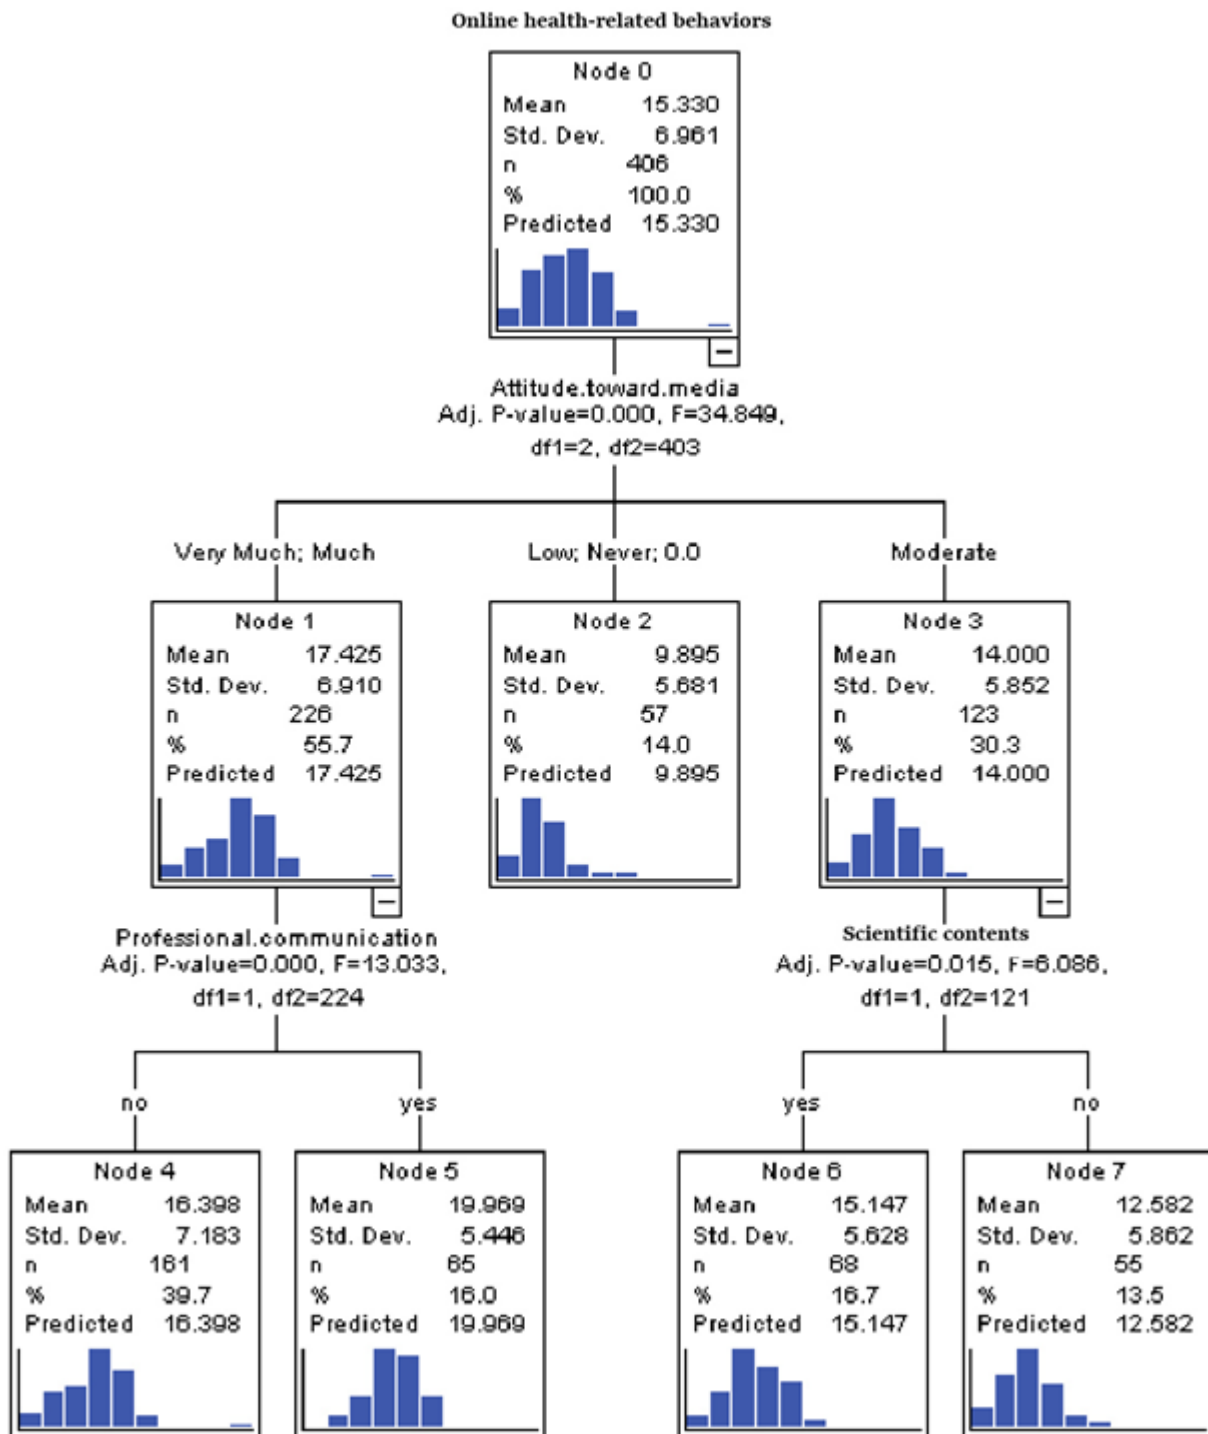 Online health-related behaviors
Node 0
Mean 15.330
Std. Dev. 6.961
n 406
% 100.0
Predicted 15.330
Attitude.toward.media
Adj. P-value=0.000, F=34.849,
df1=2, df2=403
Very Much; Much
Low; Never; 0.0
Moderate
Node 1
Mean 17.425
Std. Dev. 6.910
n 226
% 55.7
Predicted 17.425
Node 2
Mean 9.895
Std. Dev. 5.681
n 57
% 14.0
Predicted 9.895
Node 3
Mean 14.000
Std. Dev. 5.852
n 123
% 30.3
Predicted 14.000
Professional.communication
Adj. P-value=0.000, F=13.033,
df1=1, df2=224
Scientific contents
Adj. P-value=0.015, F=6.086,
df1=1, df2=121
no
yes
yes
no
Node 4
Mean 16.398
Std. Dev. 7.183
n 161
% 39.7
Predicted 16.398
Node 5
Mean 19.969
Std. Dev. 5.446
n 65
% 16.0
Predicted 19.969
Node 6
Mean 15.147
Std. Dev. 5.628
n 68
% 16.7
Predicted 15.147
Node 7
Mean 12.582
Std. Dev. 5.862
n 55
% 13.5
Predicted 12.582